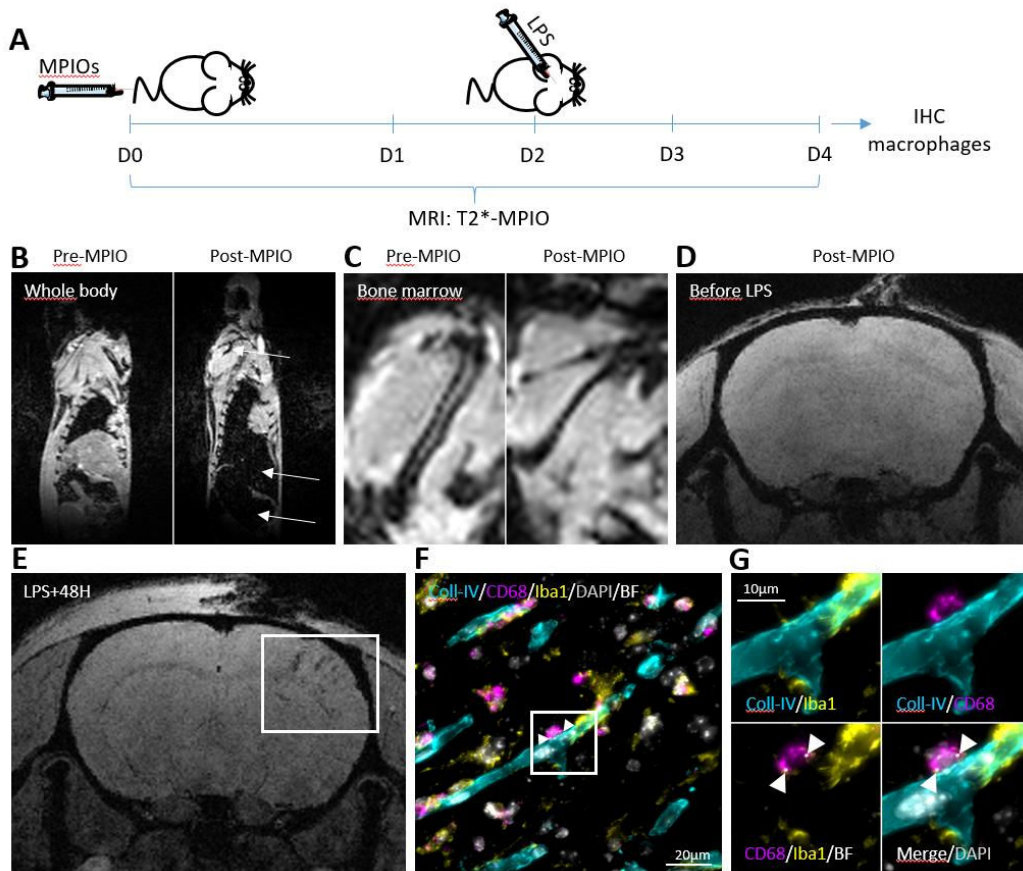 A
MPIOs
LPS
D0
D1
D2
D3
D4
IHC
macrophages
MRI: T2*-MPIO
B
Pre-MPIO
Post-MPIO
Whole body
C
Pre-MPIO
Post-MPIO
Bone marrow
D
Post-MPIO
Before LPS
E
LPS+48H
F
Coll-IV/CD68/Iba1/DAPI/BF
20µm
G
10µm
Coll-IV/Iba1
Coll-IV/CD68
CD68/Iba1/BF
Merge/DAPI